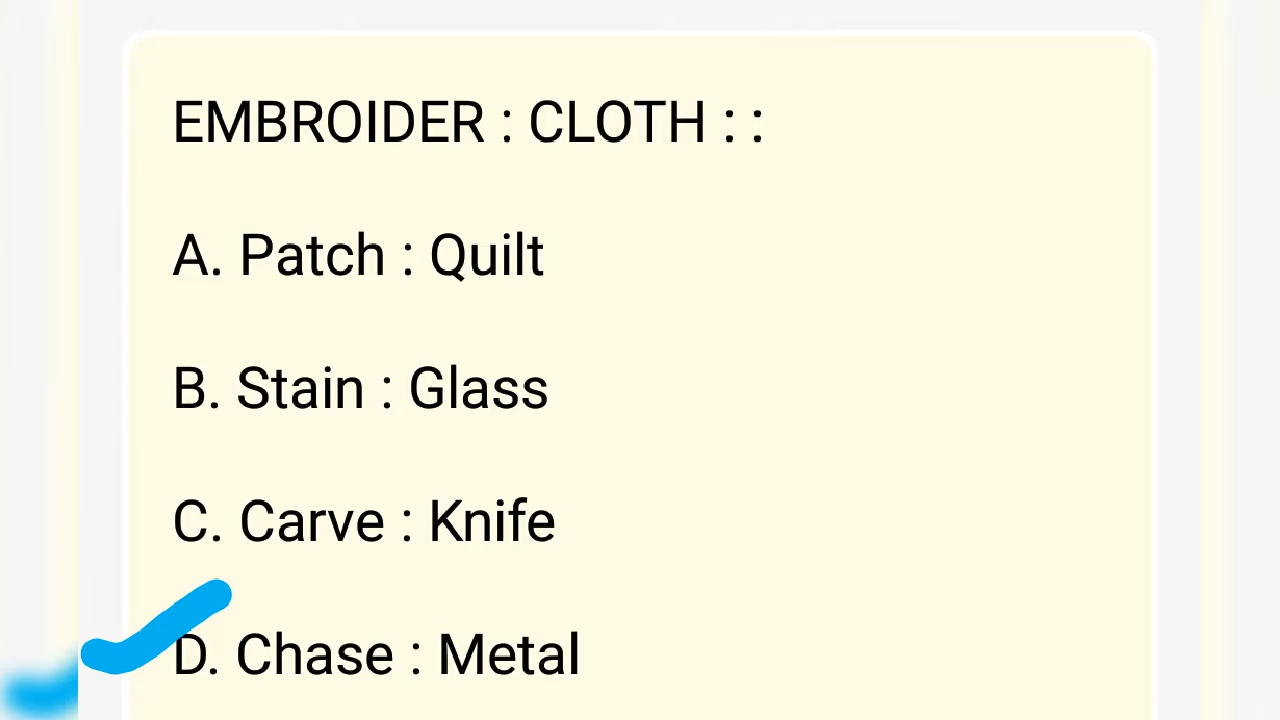 EMBROIDER : CLOTH : :
A. Patch : Quilt
B. Stain : Glass
C. Carve : Knife
D. Chase : Metal